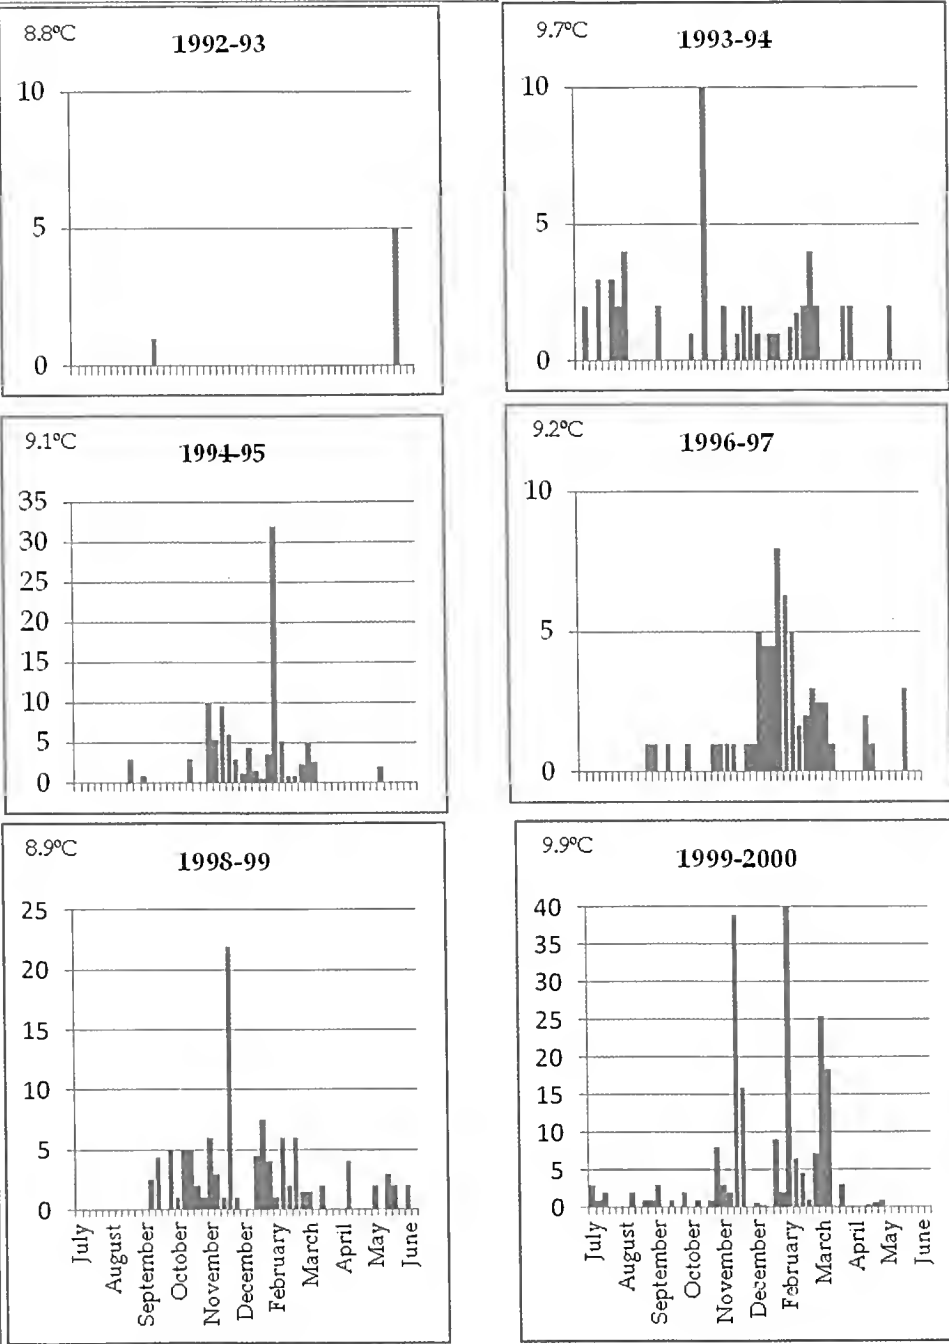 8.8ºC
1992-93
10
5
0
9.7ºC
1993-94
10
5
0
9.1ºC
1994-95
35
30
25
20
15
10
5
0
9.2ºC
1996-97
10
5
0
8.9ºC
1998-99
25
20
15
10
5
0
July
August
September
October
November
December
February
March
April
May
June
9.9ºC
1999-2000
40
35
30
25
20
15
10
5
0
July
August
September
October
November
December
February
March
April
May
June